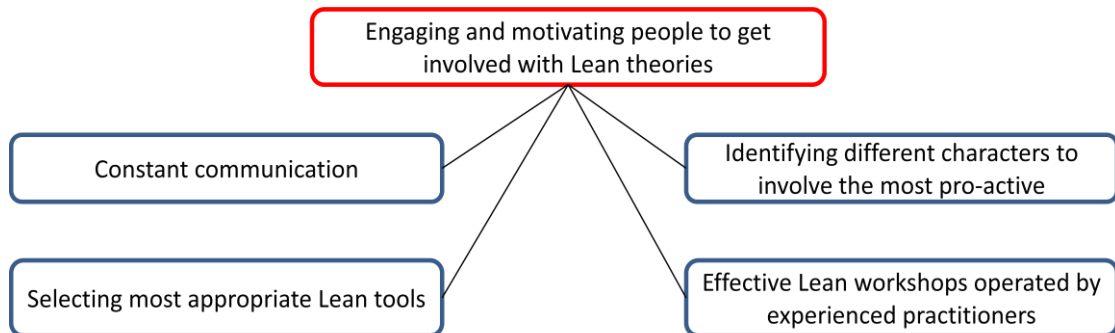 Engaging and motivating people to get
involved with Lean theories
Constant communication
Identifying different characters to
involve the most pro-active
Selecting most appropriate Lean tools
Effective Lean workshops operated by
experienced practitioners